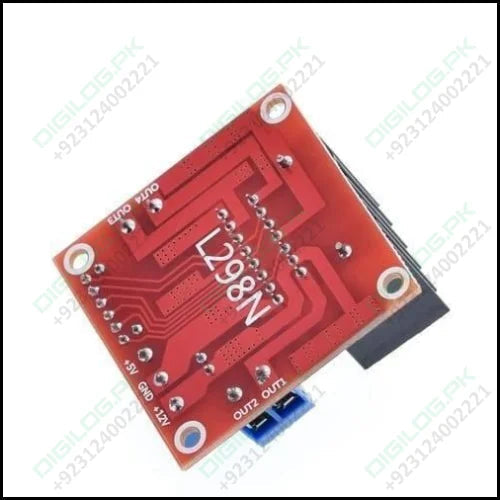 DIGILOG.PK
+923124002221
OUT4
OUT3
L298N
+5V
GND
+12V
OUT2
OUT1